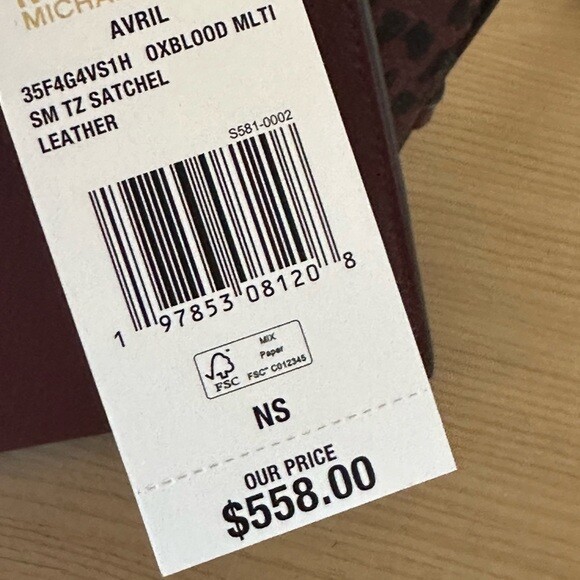 MICHA
AVRIL
35F4G4VS1H OXBLOOD MLTI
SM TZ SATCHEL
LEATHER
S581-0002
1 97853 08120 8
MIX
Paper
FSC
FSC® C012345
NS
OUR PRICE
$558.00